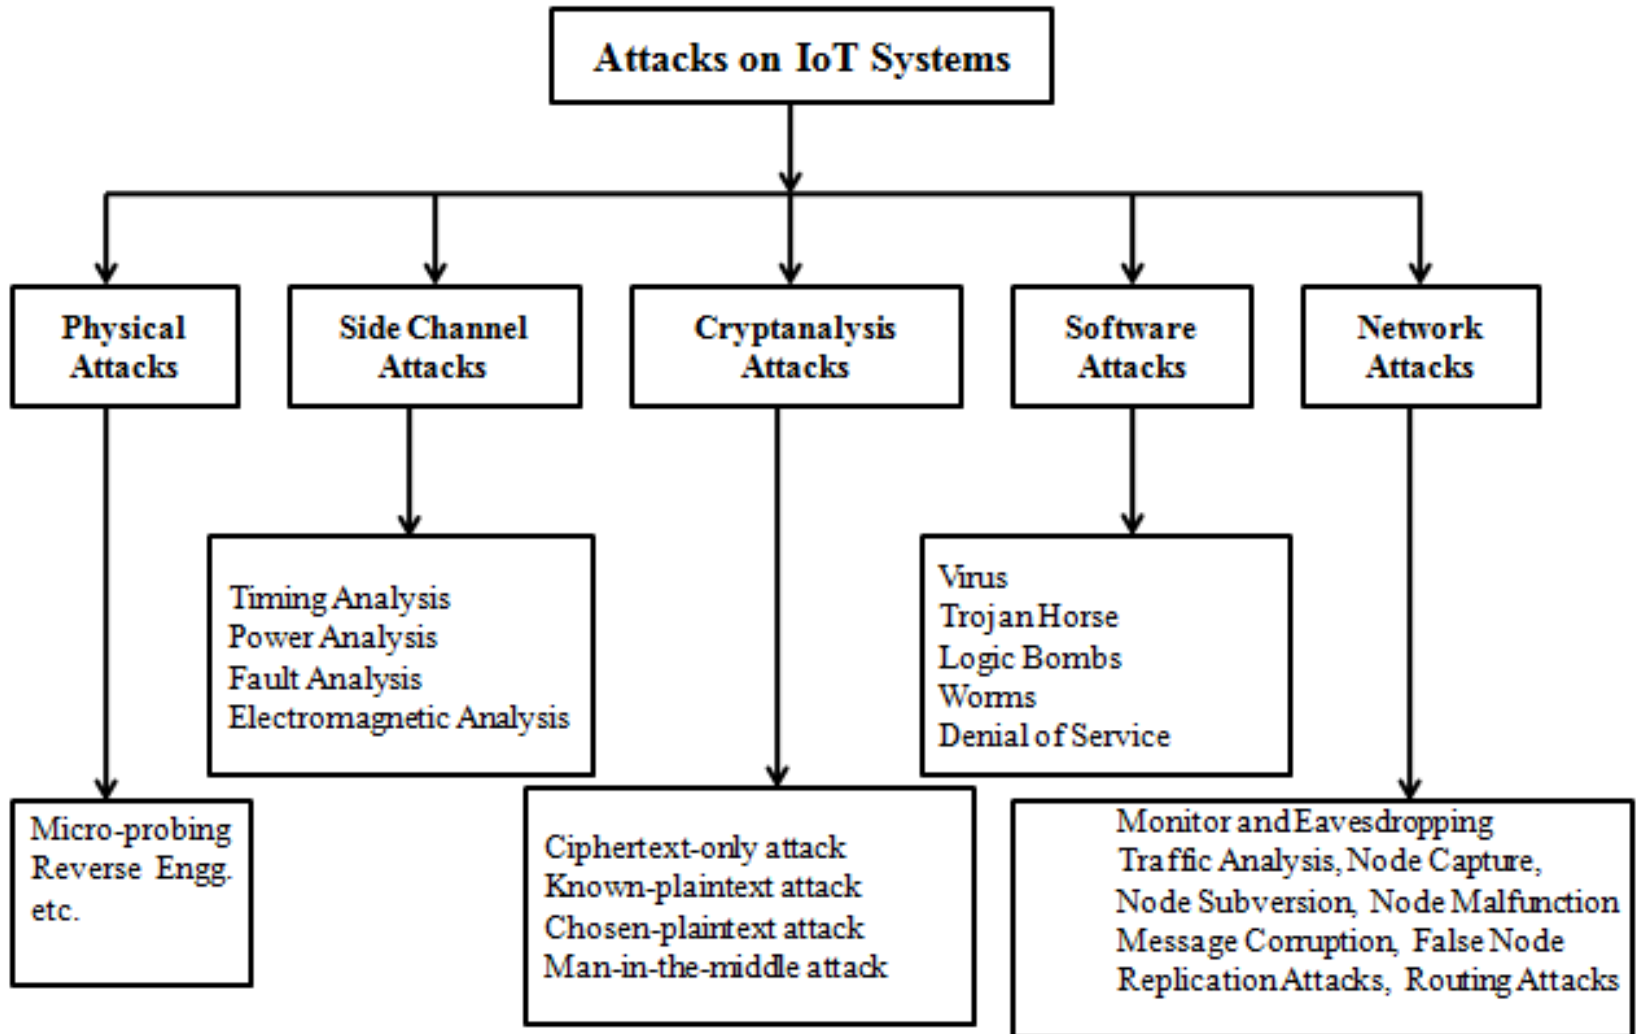 Attacks on IoT Systems
Physical
Attacks
Side Channel
Attacks
Cryptanalysis
Attacks
Software
Attacks
Network
Attacks
Timing Analysis
Power Analysis
Fault Analysis
Electromagnetic Analysis
Virus
Trojan Horse
Logic Bombs
Worms
Denial of Service
Micro-probing
Reverse Engg.
etc.
Ciphertext-only attack
Known-plaintext attack
Chosen-plaintext attack
Man-in-the-middle attack
Monitor and Eavesdropping
Traffic Analysis, Node Capture,
Node Subversion, Node Malfunction
Message Corruption, False Node
Replication Attacks, Routing Attacks